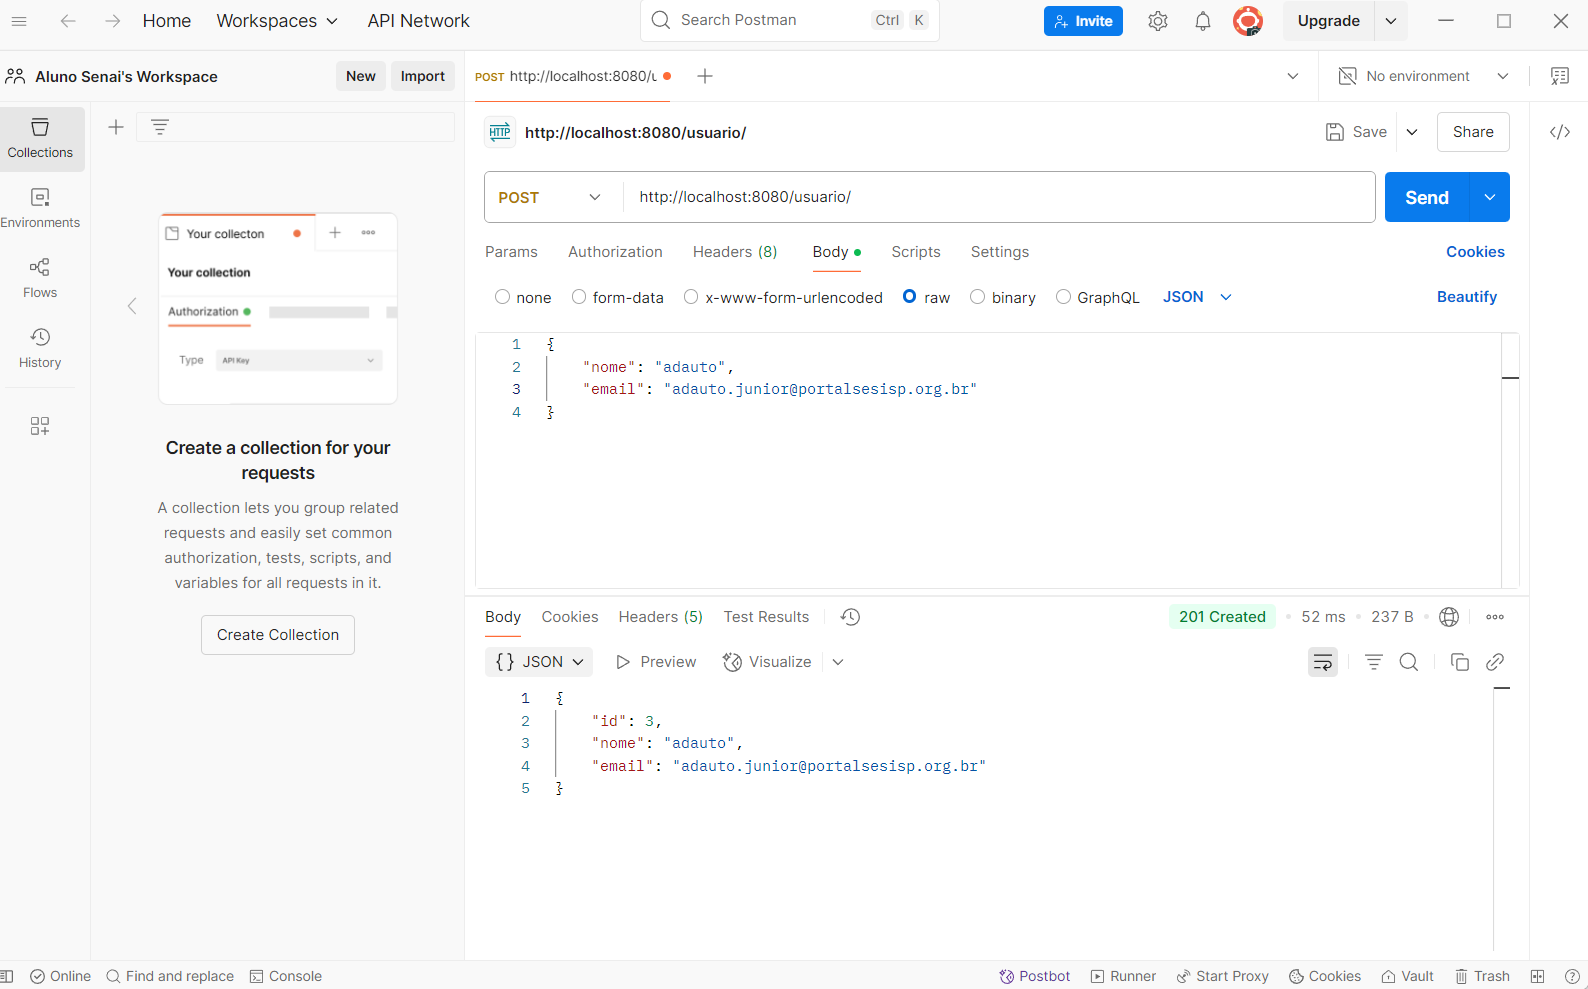 Home Workspaces API Network Search Postman Ctrl K Invite Upgrade
Aluno Senai's Workspace New Import POST http://localhost:8080/u No environment
Collections
Environments
Flows
History
Your collecton
Your collection
Authorization
Type API Key
Create a collection for your
requests
A collection lets you group related
requests and easily set common
authorization, tests, scripts, and
variables for all requests in it.
Create Collection
HTTP http://localhost:8080/usuario/ Save Share
POST http://localhost:8080/usuario/ Send
Params Authorization Headers (8) Body Scripts Settings Cookies
none form-data x-www-form-urlencoded raw binary GraphQL JSON Beautify
1 {
2 "nome": "adauto",
3 "email": "adauto.junior@portalsesisp.org.br"
4 }
Body Cookies Headers (5) Test Results 201 Created 52 ms 237 B
{} JSON Preview Visualize
1 {
2 "id": 3,
3 "nome": "adauto",
4 "email": "adauto.junior@portalsesisp.org.br"
5 }
Online Find and replace Console Postbot Runner Start Proxy Cookies Vault Trash